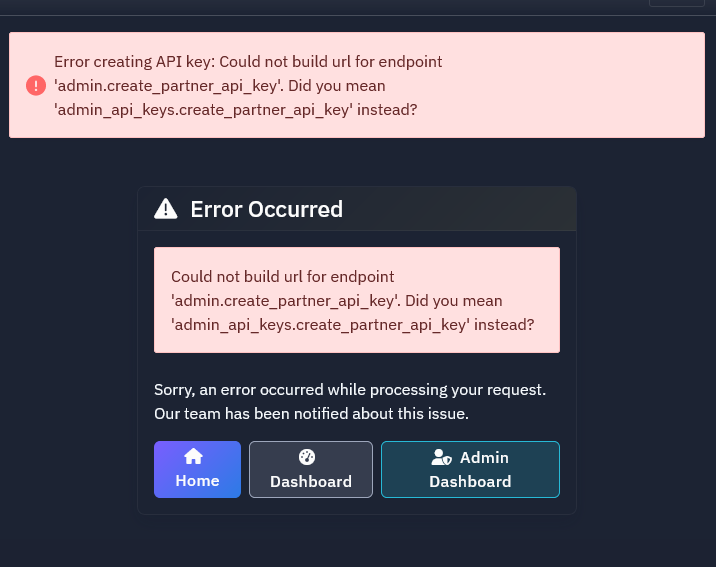 Error creating API key: Could not build url for endpoint
'admin.create_partner_api_key'. Did you mean
'admin_api_keys.create_partner_api_key' instead?
Error Occurred
Could not build url for endpoint
'admin.create_partner_api_key'. Did you mean
'admin_api_keys.create_partner_api_key' instead?
Sorry, an error occurred while processing your request.
Our team has been notified about this issue.
Home
Dashboard
Admin
Dashboard